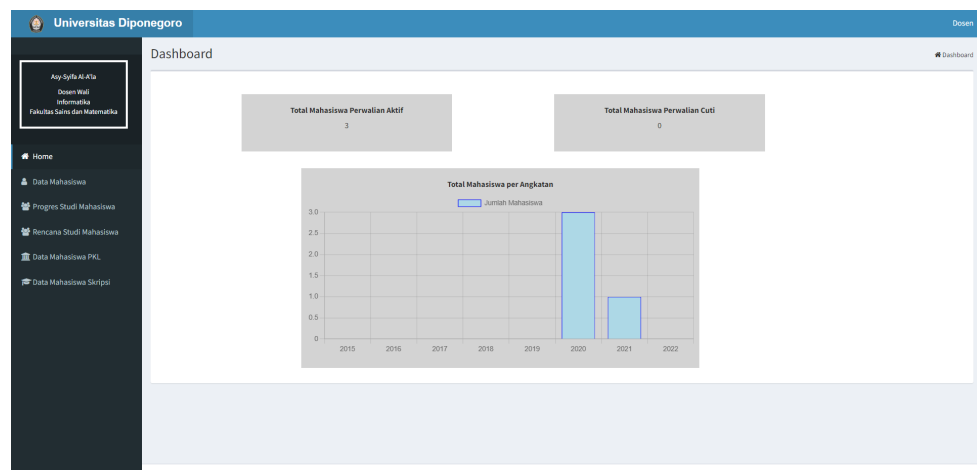 Universitas Diponegoro
Dosen
Asy-Syifa Al-A'la
Dosen Wali
Informatika
Fakultas Sains dan Matematika
Home
Data Mahasiswa
Progres Studi Mahasiswa
Rencana Studi Mahasiswa
Data Mahasiswa PKL
Data Mahasiswa Skripsi
Dashboard
Dashboard
Total Mahasiswa Perwalian Aktif
3
Total Mahasiswa Perwalian Cuti
0
Total Mahasiswa per Angkatan
Jumlah Mahasiswa
3.0
2.5
2.0
1.5
1.0
0.5
0
2015 2016 2017 2018 2019 2020 2021 2022